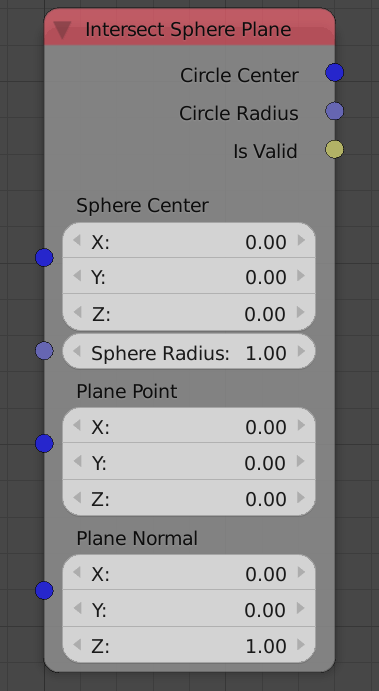 Intersect Sphere Plane
Circle Center
Circle Radius
Is Valid
Sphere Center
X: 0.00
Y: 0.00
Z: 0.00
Sphere Radius: 1.00
Plane Point
X: 0.00
Y: 0.00
Z: 0.00
Plane Normal
X: 0.00
Y: 0.00
Z: 1.00